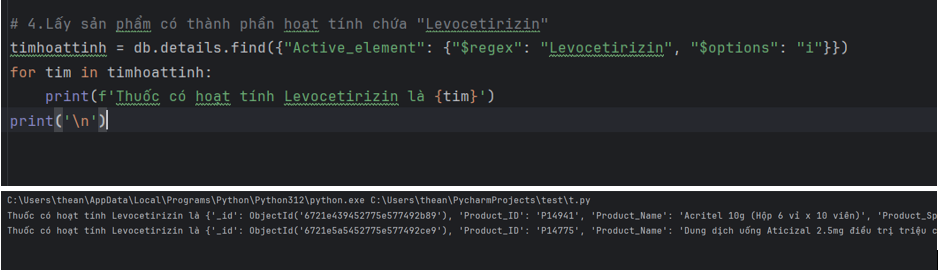 # 4.Lấy sản phẩm có thành phần hoạt tính chứa "Levocetirizin"
timhoattinh = db.details.find({"Active_element": {"$regex": "Levocetirizin", "$options": "i"}})
for tim in timhoattinh:
    print(f'Thuốc có hoạt tính Levocetirizin là {tim}')
print('\n')
C:\Users\thean\AppData\Local\Programs\Python\Python312\python.exe C:\Users\thean\PycharmProjects\test\t.py
Thuốc có hoạt tính Levocetirizin là {'_id': ObjectId('6721e439452775e577492b89'), 'Product_ID': 'P14941', 'Product_Name': 'Acritel 10g (Hộp 6 vỉ x 10 viên)', 'Product_Sp
Thuốc có hoạt tính Levocetirizin là {'_id': ObjectId('6721e5a5452775e577492ce9'), 'Product_ID': 'P14775', 'Product_Name': 'Dung dịch uống Aticizal 2.5mg điều trị triệu c